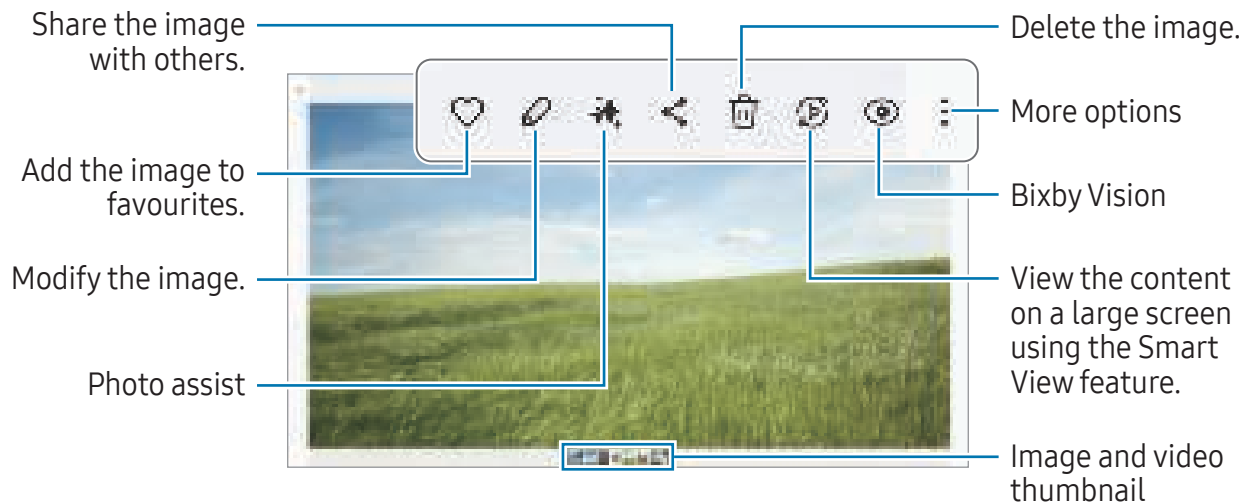 Share the image
with others.
Add the image to
favourites.
Modify the image.
Photo assist
Delete the image.
More options
Bixby Vision
View the content
on a large screen
using the Smart
View feature.
Image and video
thumbnail